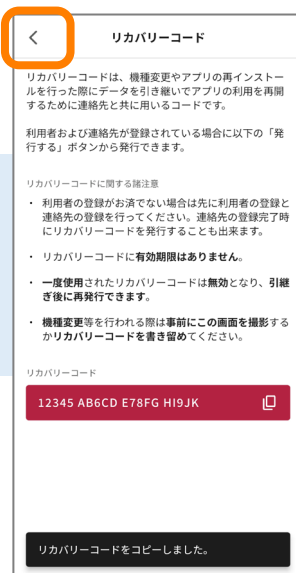 リカバリーコード
リカバリーコードは、機種変更やアプリの再インストー
ルを行った際にデータを引き継いでアプリの利用を再開
するために連絡先と共に用いるコードです。
利用者および連絡先が登録されている場合に以下の「発
行する」ボタンから発行できます。
リカバリーコードに関する諸注意
・ 利用者の登録がお済でない場合は先に利用者の登録と
連絡先の登録を行ってください。連絡先の登録完了時
にリカバリーコードを発行することも出来ます。
・ リカバリーコードに有効期限はありません。
・ 一度使用されたリカバリーコードは無効となり、引継
ぎ後に再発行できます。
・ 機種変更等を行われる際は事前にこの画面を撮影する
かリカバリーコードを書き留めてください。
リカバリーコード
12345 AB6CD E78FG HI9JK
リカバリーコードをコピーしました。